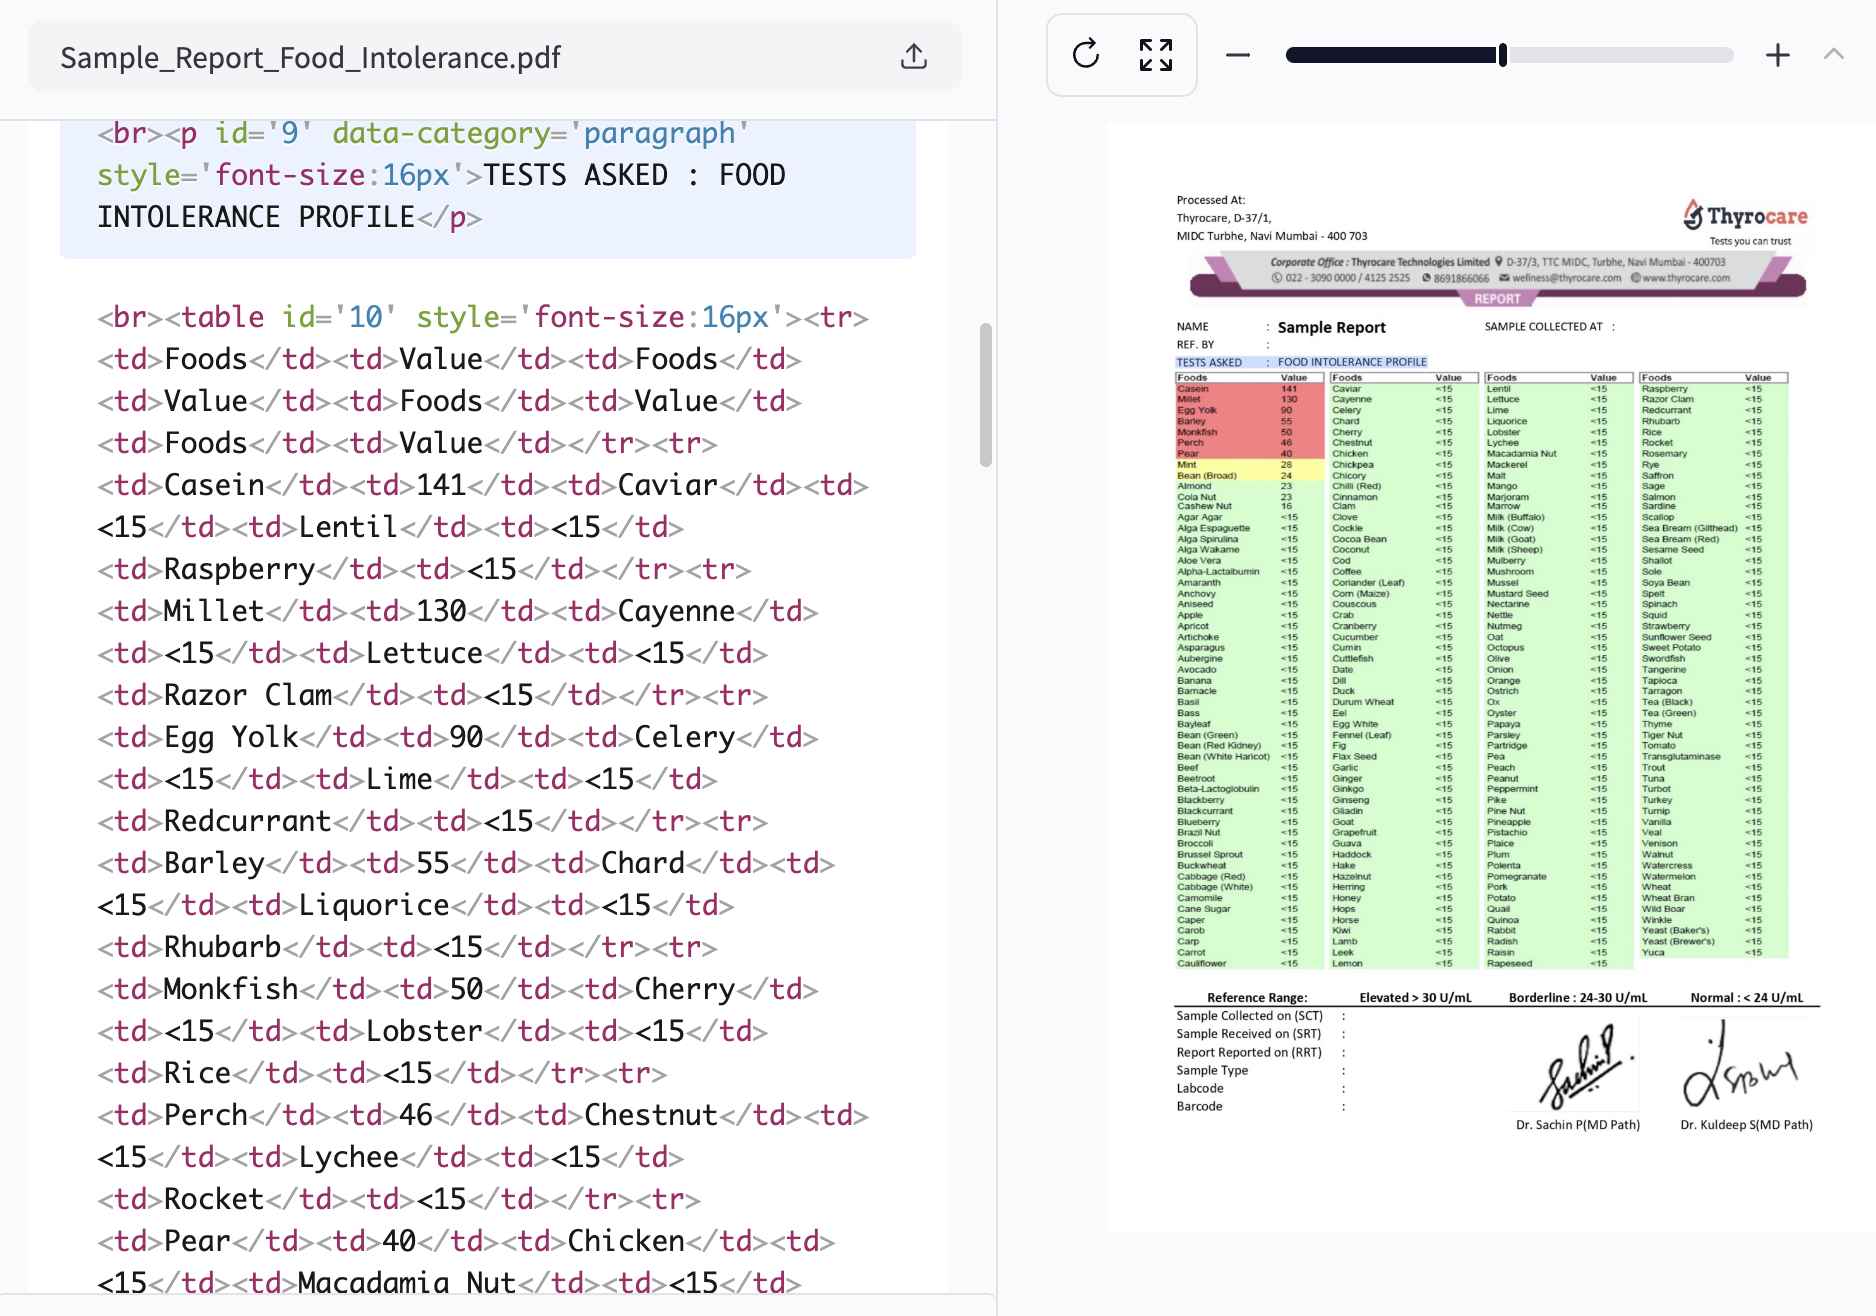 Sample_Report_Food_Intolerance.pdf
<br><p id='9' data-category='paragraph'
style='font-size:16px'>TESTS ASKED : FOOD
INTOLERANCE PROFILE</p>
<br><table id='10' style='font-size:16px'><tr>
<td>Foods</td><td>Value</td><td>Foods</td>
<td>Value</td><td>Foods</td><td>Value</td>
<td>Foods</td><td>Value</td></tr><tr>
<td>Casein</td><td>141</td><td>Caviar</td><td>
<15</td><td>Lentil</td><td><15</td>
<td>Raspberry</td><td><15</td></tr><tr>
<td>Millet</td><td>130</td><td>Cayenne</td>
<td><15</td><td>Lettuce</td><td><15</td>
<td>Razor Clam</td><td><15</td></tr><tr>
<td>Egg Yolk</td><td>90</td><td>Celery</td>
<td><15</td><td>Lime</td><td><15</td>
<td>Redcurrant</td><td><15</td></tr><tr>
<td>Barley</td><td>55</td><td>Chard</td><td>
<15</td><td>Liquorice</td><td><15</td>
<td>Rhubarb</td><td><15</td></tr><tr>
<td>Monkfish</td><td>50</td><td>Cherry</td>
<td><15</td><td>Lobster</td><td><15</td>
<td>Rice</td><td><15</td></tr><tr>
<td>Perch</td><td>46</td><td>Chestnut</td><td>
<15</td><td>Lychee</td><td><15</td>
<td>Rocket</td><td><15</td></tr><tr>
<td>Pear</td><td>40</td><td>Chicken</td><td>
<15</td><td>Macadamia Nut</td><td><15</td>
Processed At:
Thyrocare, D-37/1,
MIDC Turbhe, Navi Mumbai - 400 703
Thyrocare
Tests you can trust
Corporate Office : Thyrocare Technologies Limited D-37/3, TTC MIDC, Turbhe, Navi Mumbai - 400703
022 - 3090 0000 / 4125 2525 8691866066 wellness@thyrocare.com www.thyrocare.com
REPORT
NAME : Sample Report SAMPLE COLLECTED AT :
REF. BY :
TESTS ASKED : FOOD INTOLERANCE PROFILE
Foods Value Foods Value Foods Value Foods Value
Casein 141 Caviar <15 Lentil <15 Raspberry <15
Millet 130 Cayenne <15 Lettuce <15 Razor Clam <15
Egg Yolk 90 Celery <15 Lime <15 Redcurrant <15
Barley 55 Chard <15 Liquorice <15 Rhubarb <15
Monkfish 50 Cherry <15 Lobster <15 Rice <15
Perch 46 Chestnut <15 Lychee <15 Rocket <15
Pear 40 Chicken <15 Macadamia Nut <15 Rosemary <15
Mint 28 Chickpea <15 Mackerel <15 Rye <15
Bean (Broad) 24 Chicory <15 Malt <15 Saffron <15
Almond 23 Chilli (Red) <15 Mango <15 Sage <15
Cola Nut 23 Cinnamon <15 Marjoram <15 Salmon <15
Cashew Nut 16 Clam <15 Marrow <15 Sardine <15
Agar Agar <15 Clove <15 Milk (Buffalo) <15 Scallop <15
Alga Espaguette <15 Cockle <15 Milk (Cow) <15 Sea Bream (Gilthead) <15
Alga Spirulina <15 Cocoa Bean <15 Milk (Goat) <15 Sea Bream (Red) <15
Alga Wakame <15 Coconut <15 Milk (Sheep) <15 Sesame Seed <15
Aloe Vera <15 Cod <15 Mulberry <15 Shallot <15
Alpha-Lactalbumin <15 Coffee <15 Mushroom <15 Sole <15
Amaranth <15 Coriander (Leaf) <15 Mussel <15 Soya Bean <15
Anchovy <15 Corn (Maize) <15 Mustard Seed <15 Spelt <15
Aniseed <15 Couscous <15 Nectarine <15 Spinach <15
Apple <15 Crab <15 Nettle <15 Squid <15
Apricot <15 Cranberry <15 Nutmeg <15 Strawberry <15
Artichoke <15 Cucumber <15 Oat <15 Sunflower Seed <15
Asparagus <15 Cumin <15 Octopus <15 Sweet Potato <15
Aubergine <15 Cuttlefish <15 Olive <15 Swordfish <15
Avocado <15 Date <15 Onion <15 Tangerine <15
Banana <15 Dill <15 Orange <15 Tapioca <15
Barnacle <15 Duck <15 Ostrich <15 Tarragon <15
Basil <15 Durum Wheat <15 Ox <15 Tea (Black) <15
Bass <15 Eel <15 Oyster <15 Tea (Green) <15
Bayleaf <15 Egg White <15 Papaya <15 Thyme <15
Bean (Green) <15 Fennel (Leaf) <15 Parsley <15 Tiger Nut <15
Bean (Red Kidney) <15 Fig <15 Partridge <15 Tomato <15
Bean (White Haricot) <15 Flax Seed <15 Pea <15 Transglutaminase <15
Beef <15 Garlic <15 Peach <15 Trout <15
Beetroot <15 Ginger <15 Peanut <15 Tuna <15
Beta-Lactoglobulin <15 Ginkgo <15 Peppermint <15 Turbot <15
Blackberry <15 Ginseng <15 Pike <15 Turkey <15
Blackcurrant <15 Gliadin <15 Pine Nut <15 Turnip <15
Blueberry <15 Goat <15 Pineapple <15 Vanilla <15
Brazil Nut <15 Grapefruit <15 Pistachio <15 Veal <15
Broccoli <15 Guava <15 Plaice <15 Venison <15
Brussel Sprout <15 Haddock <15 Plum <15 Walnut <15
Buckwheat <15 Hake <15 Polenta <15 Watercress <15
Cabbage (Red) <15 Hazelnut <15 Pomegranate <15 Watermelon <15
Cabbage (White) <15 Herring <15 Pork <15 Wheat <15
Camomile <15 Honey <15 Potato <15 Wheat Bran <15
Cane Sugar <15 Hops <15 Quail <15 Wild Boar <15
Caper <15 Horse <15 Quinoa <15 Winkle <15
Carob <15 Kiwi <15 Rabbit <15 Yeast (Baker's) <15
Carp <15 Lamb <15 Radish <15 Yeast (Brewer's) <15
Carrot <15 Leek <15 Raisin <15 Yuca <15
Cauliflower <15 Lemon <15 Rapeseed <15
Reference Range: Elevated > 30 U/mL Borderline : 24-30 U/mL Normal : < 24 U/mL
Sample Collected on (SCT) :
Sample Received on (SRT) :
Report Reported on (RRT) :
Sample Type :
Labcode :
Barcode :
Dr. Sachin P(MD Path) Dr. Kuldeep S(MD Path)